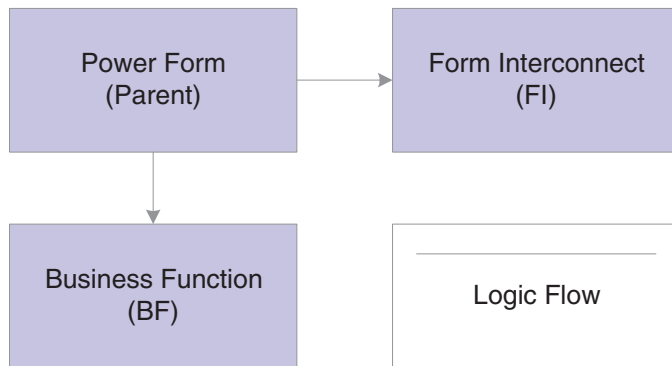 Power Form
(Parent)
Form Interconnect
(FI)
Business Function
(BF)
Logic Flow